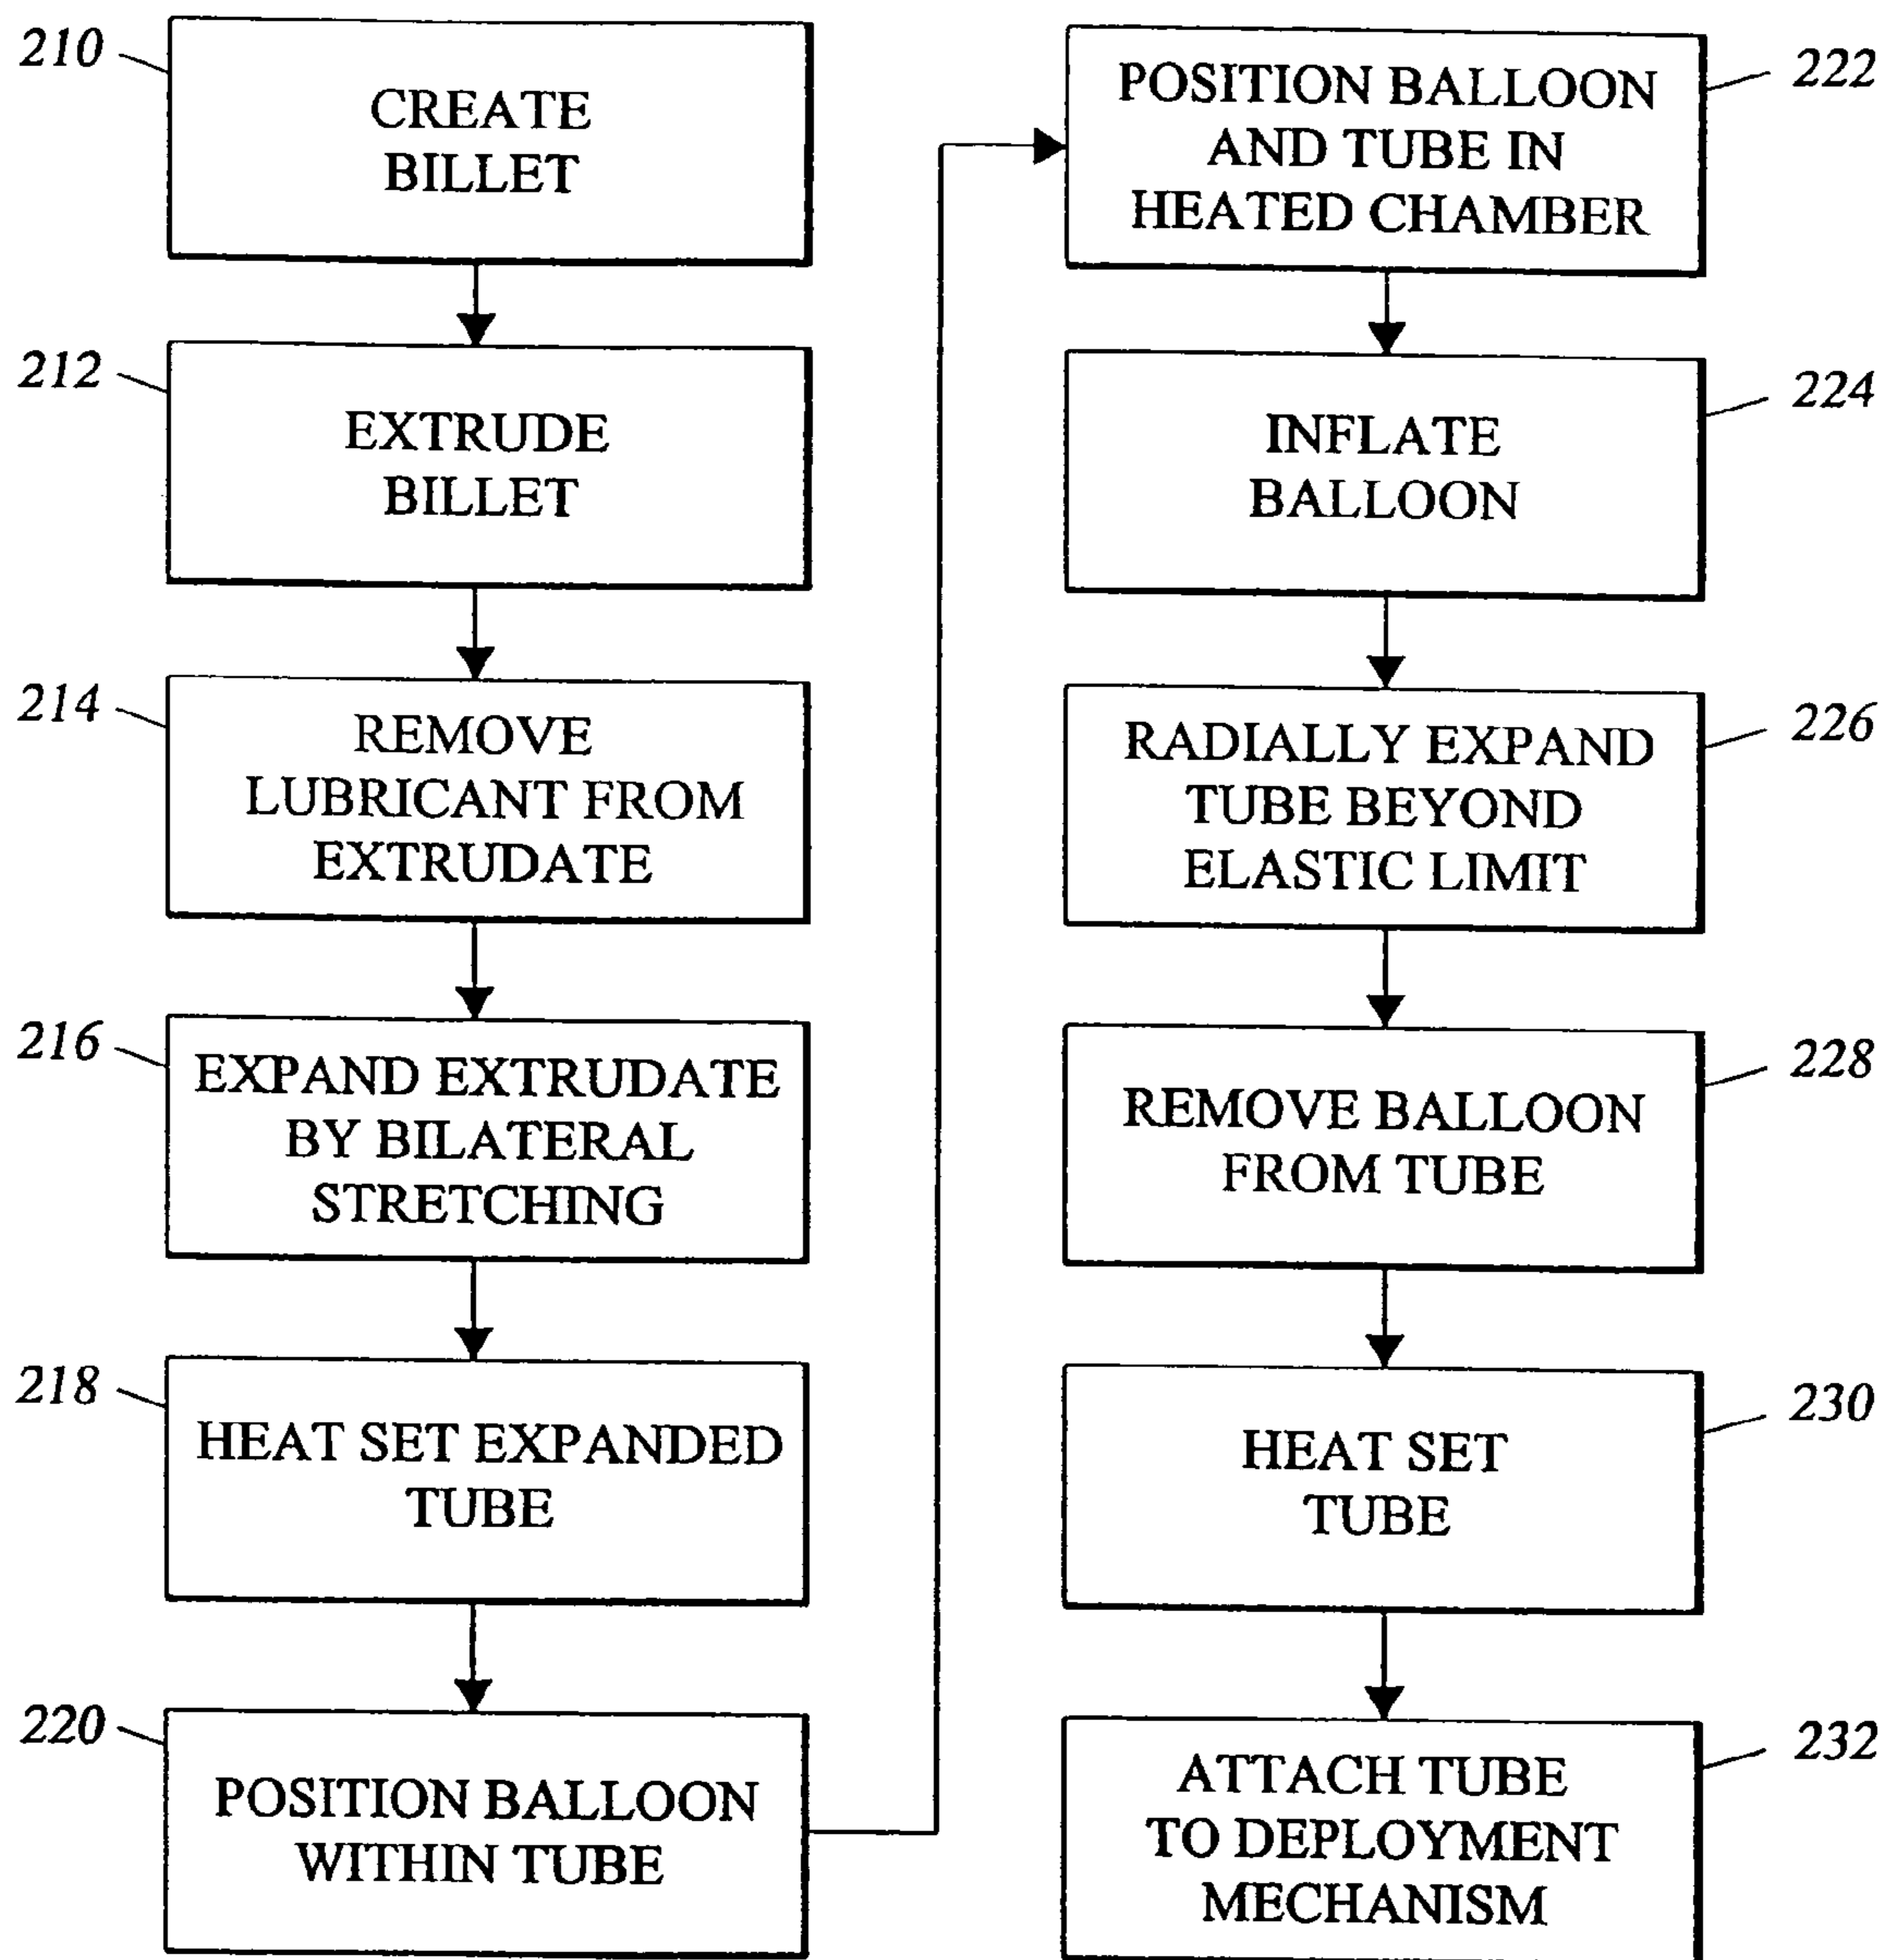 210
CREATE
BILLET
212
EXTRUDE
BILLET
214
REMOVE
LUBRICANT FROM
EXTRUDATE
216
EXPAND EXTRUDATE
BY BILATERAL
STRETCHING
218
HEAT SET EXPANDED
TUBE
220
POSITION BALLOON
WITHIN TUBE
222
POSITION BALLOON
AND TUBE IN
HEATED CHAMBER
224
INFLATE
BALLOON
226
RADIALLY EXPAND
TUBE BEYOND
ELASTIC LIMIT
228
REMOVE BALLOON
FROM TUBE
230
HEAT SET
TUBE
232
ATTACH TUBE
TO DEPLOYMENT
MECHANISM